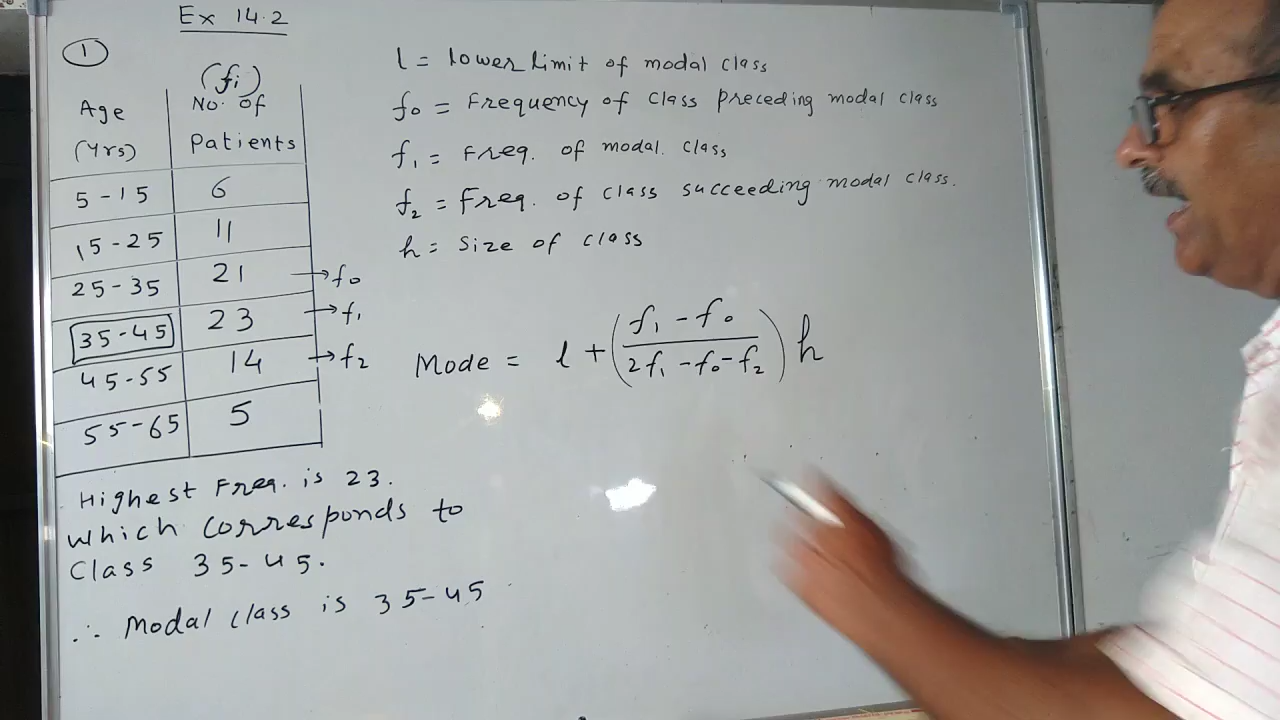 Ex 14.2
①
(fi)
Age No. of
(Yrs) Patients
5-15 6
15-25 11
25-35 21 → f₀
35-45 23 → f₁
45-55 14 → f₂
55-65 5
Highest Freq. is 23.
which corresponds to
Class 35-45.
∴ Modal class is 35-45
l = lower limit of modal class
f₀ = Frequency of class preceding modal class
f₁ = Freq. of modal class
f₂ = Freq. of class succeeding modal class.
h = Size of class
Mode = l + (f₁ - f₀ / 2f₁ - f₀ - f₂) h